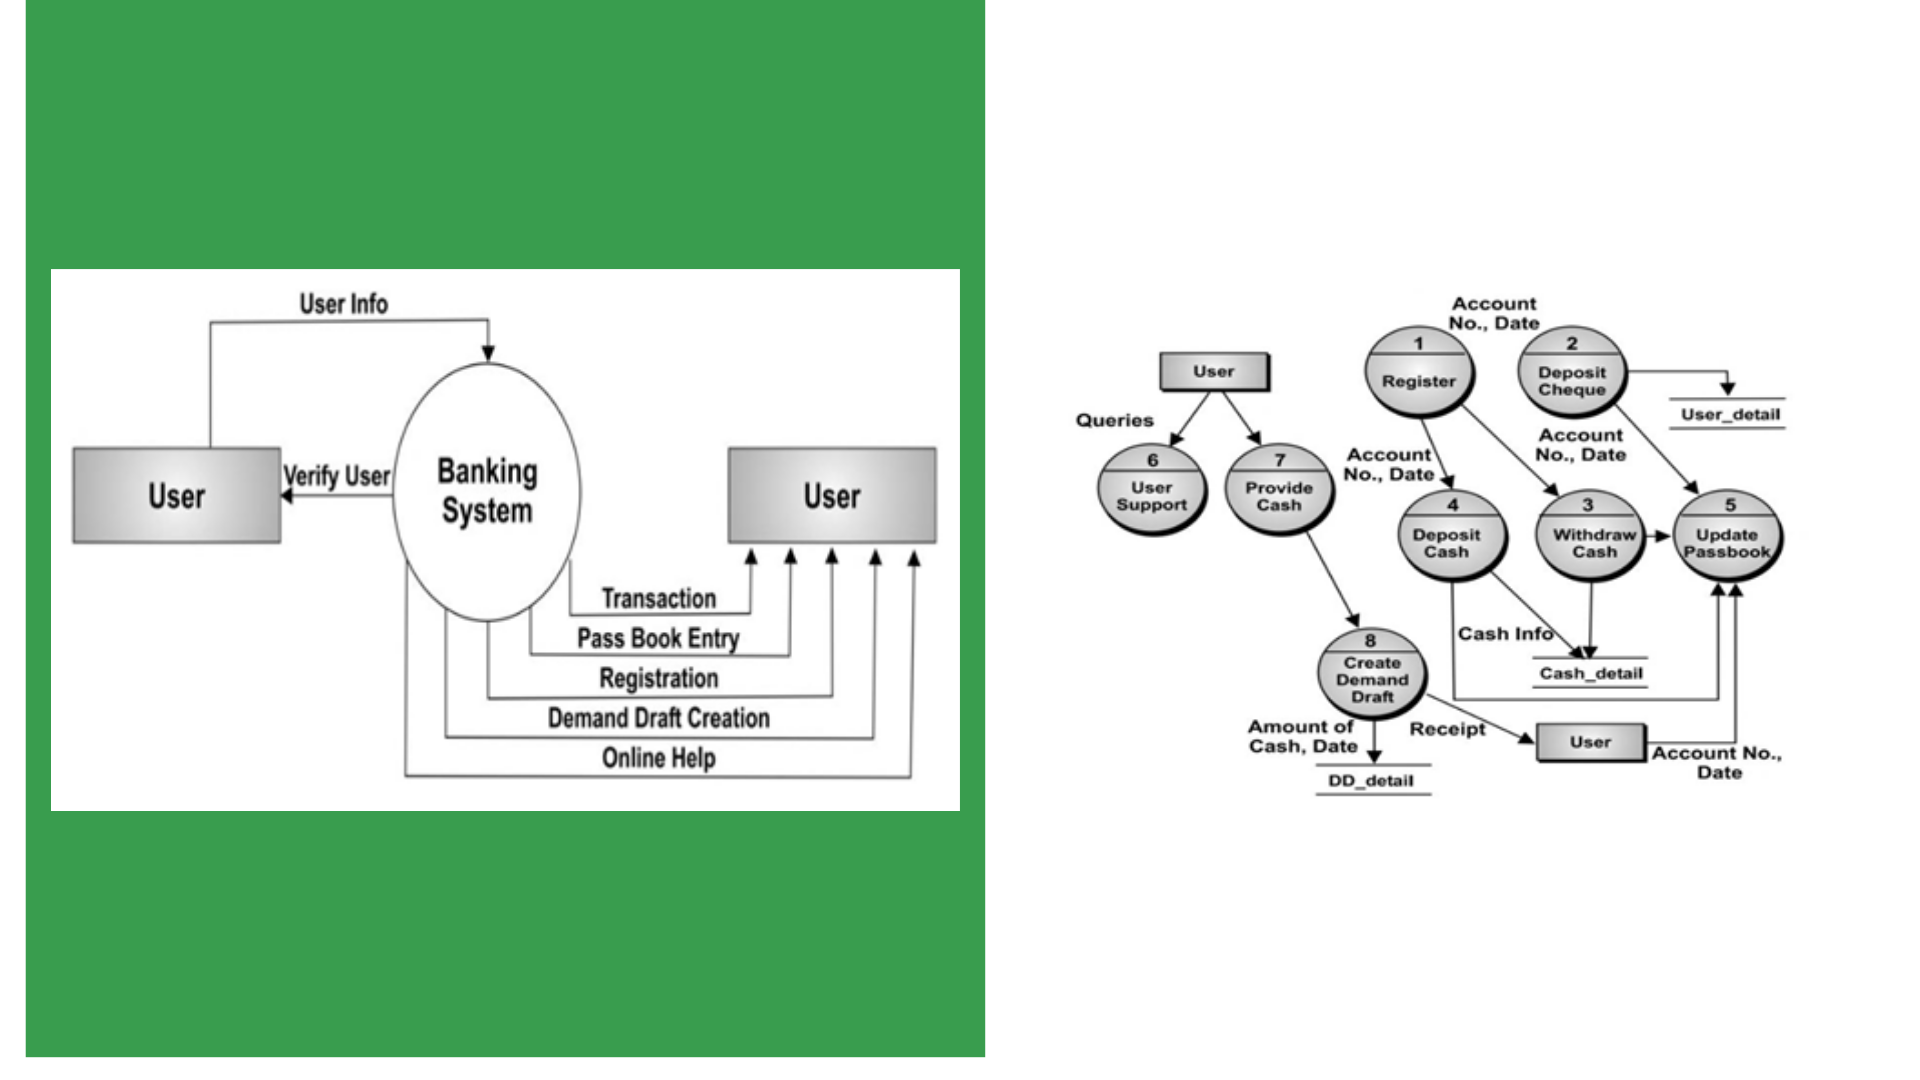 User Info
User
Verify User
Banking
System
User
Transaction
Pass Book Entry
Registration
Demand Draft Creation
Online Help
Account
No., Date
User
Queries
1
Register
2
Deposit
Cheque
User_detail
Account
No., Date
Account
No., Date
6
User
Support
7
Provide
Cash
4
Deposit
Cash
3
Withdraw
Cash
5
Update
Passbook
Cash Info
Cash_detail
8
Create
Demand
Draft
Amount of
Cash, Date
Receipt
User
Account No.,
Date
DD_detail